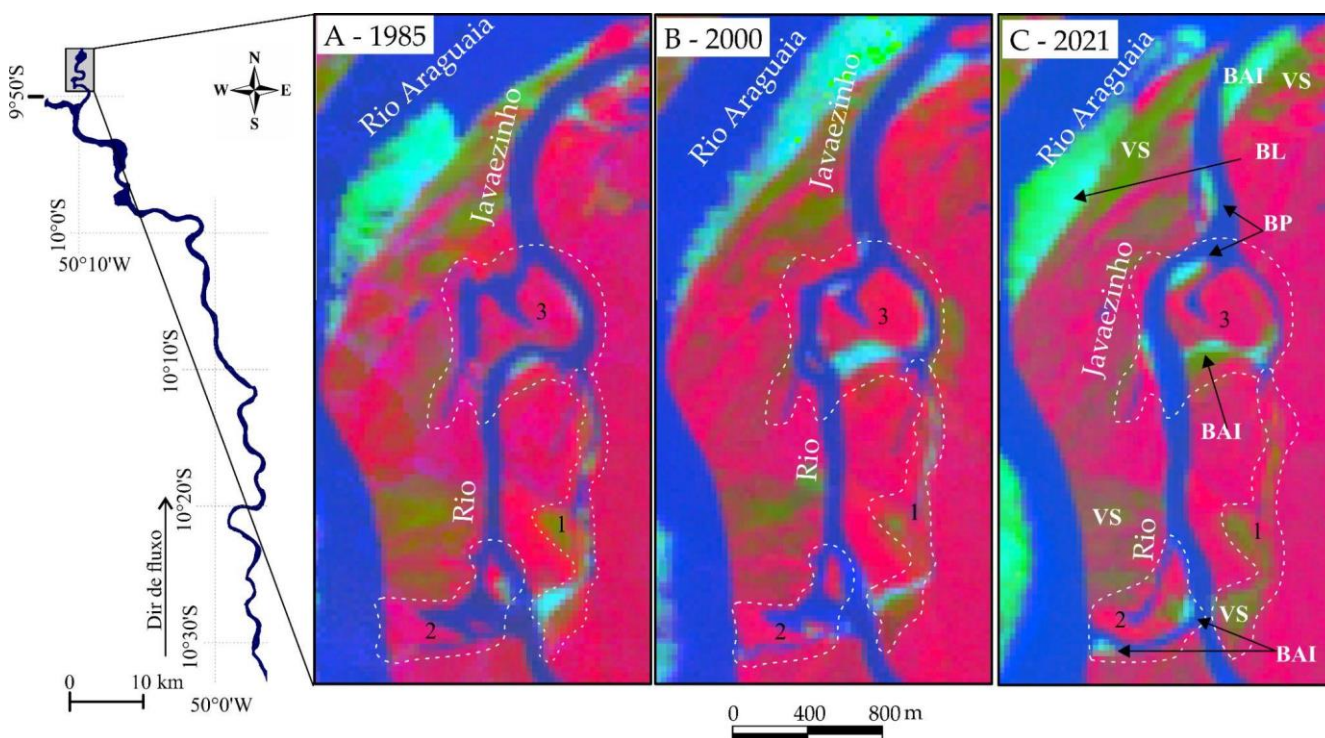 A - 1985
B - 2000
C - 2021
Rio Araguaia
Javaezinho
Rio
1
2
3
Rio Araguaia
Javaezinho
Rio
1
2
3
Rio Araguaia
Javaezinho
Rio
BAI
VS
VS
BL
BP
3
BAI
1
VS
2
VS
BAI
N
W
E
S
9°50'S
10°0'S
50°10'W
10°10'S
10°20'S
10°30'S
Dir de fluxo
0 10 km
50°0'W
0 400 800 m